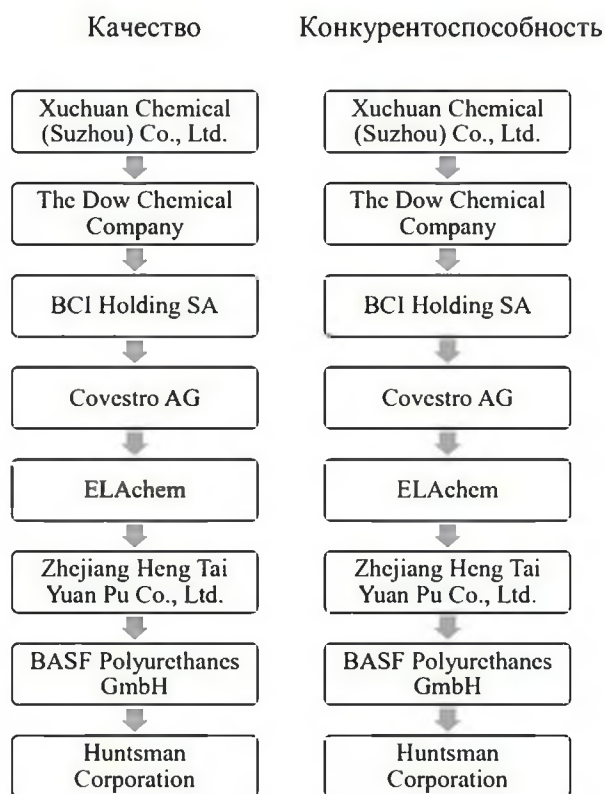 Качество
Xuchuan Chemical
(Suzhou) Co., Ltd.
The Dow Chemical
Company
BCI Holding SA
Covestro AG
ELAchem
Zhejiang Heng Tai
Yuan Pu Co., Ltd.
BASF Polyurethanes
GmbH
Huntsman
Corporation
Конкурентоспособность
Xuchuan Chemical
(Suzhou) Co., Ltd.
The Dow Chemical
Company
BCI Holding SA
Covestro AG
ELAchem
Zhejiang Heng Tai
Yuan Pu Co., Ltd.
BASF Polyurethanes
GmbH
Huntsman
Corporation